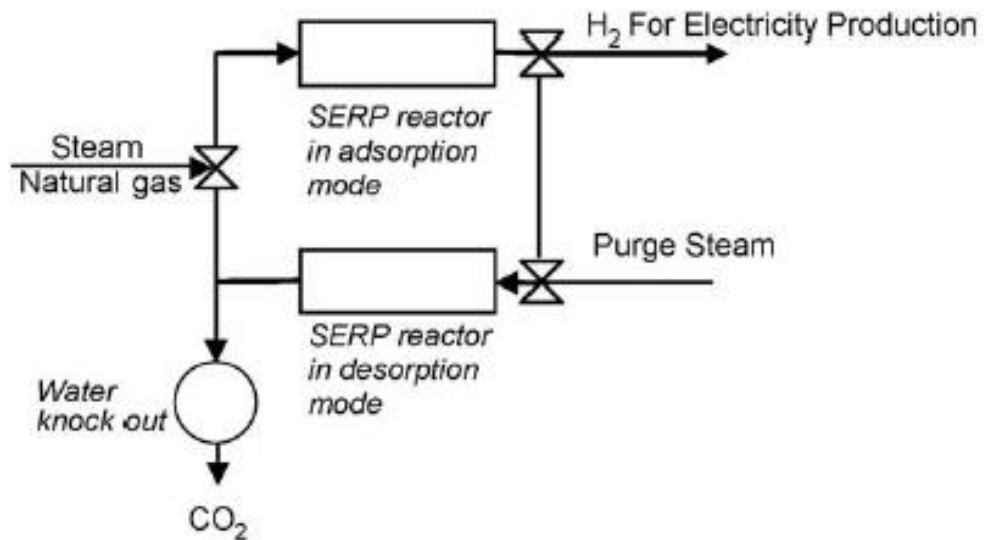 H₂ For Electricity Production
SERP reactor
in adsorption
mode
Steam
Natural gas
Purge Steam
SERP reactor
in desorption
mode
Water
knock out
CO₂